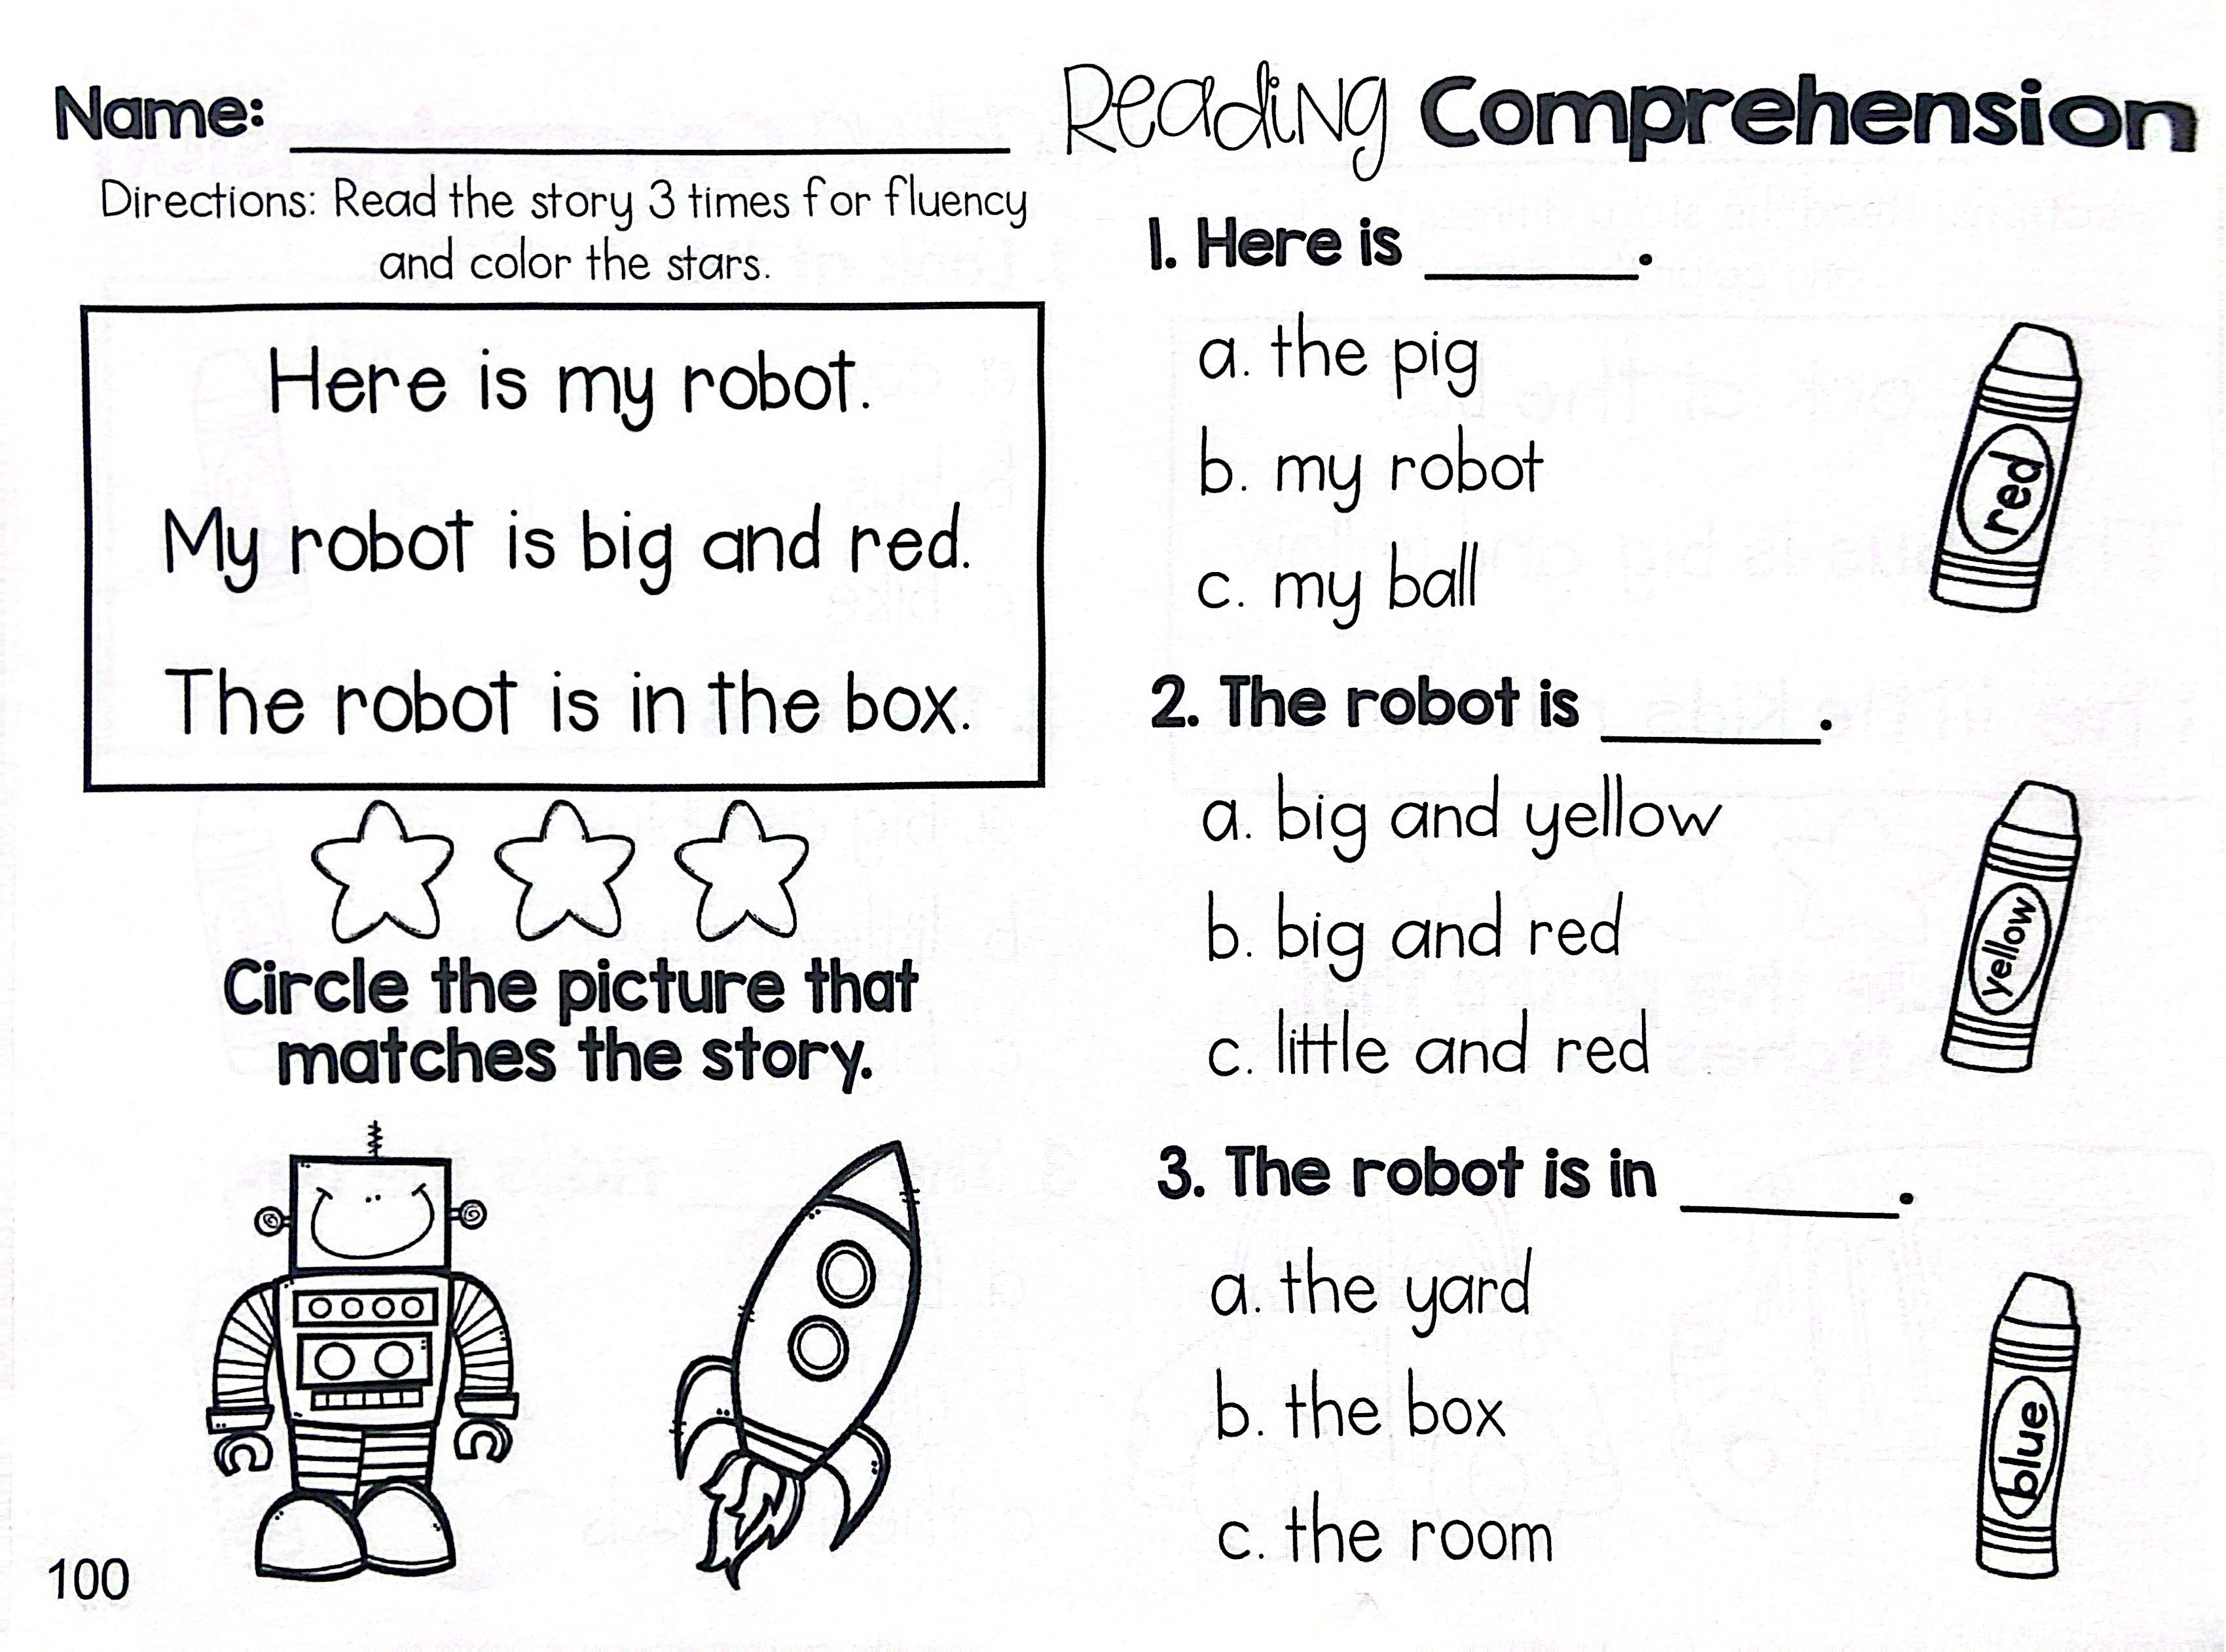 Name:
Directions: Read the story 3 times for fluency
and color the stars.
Here is my robot.
My robot is big and red.
The robot is in the box.
Circle the picture that
matches the story.
100
Reading Comprehension
1. Here is ______.
a. the pig
b. my robot
c. my ball
red
2. The robot is ______.
a. big and yellow
b. big and red
c. little and red
yellow
3. The robot is in ______.
a. the yard
b. the box
c. the room
blue